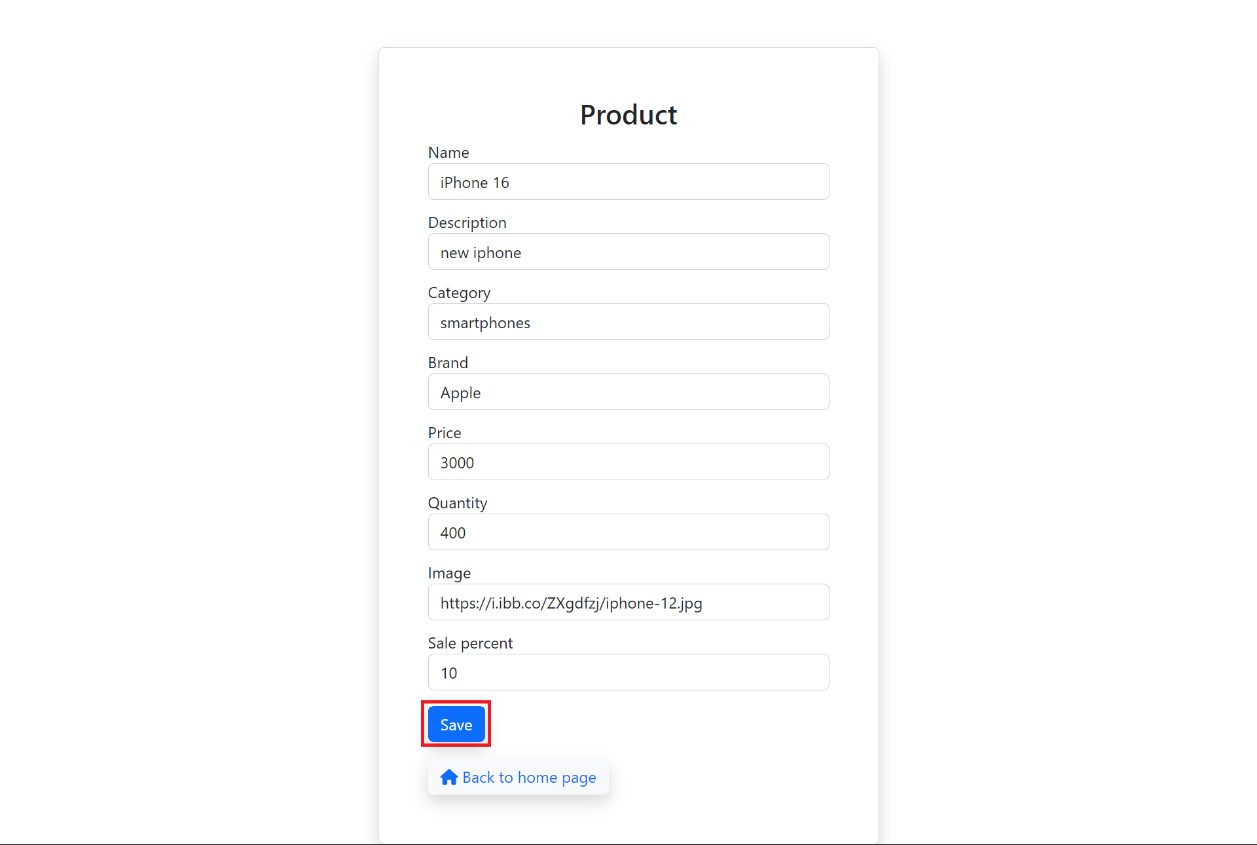 Product
Name
iPhone 16
Description
new iphone
Category
smartphones
Brand
Apple
Price
3000
Quantity
400
Image
https://i.ibb.co/ZXgdfzj/iphone-12.jpg
Sale percent
10
Save
Back to home page